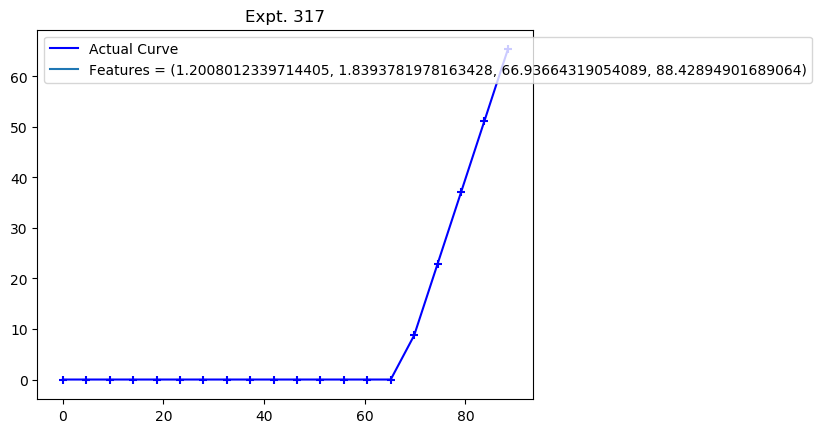 Expt. 317
Actual Curve
Features = (1.2008012339714405, 1.8393781978163428, 66.93664319054089, 88.42894901689064)
60
50
40
30
20
10
0
0 20 40 60 80